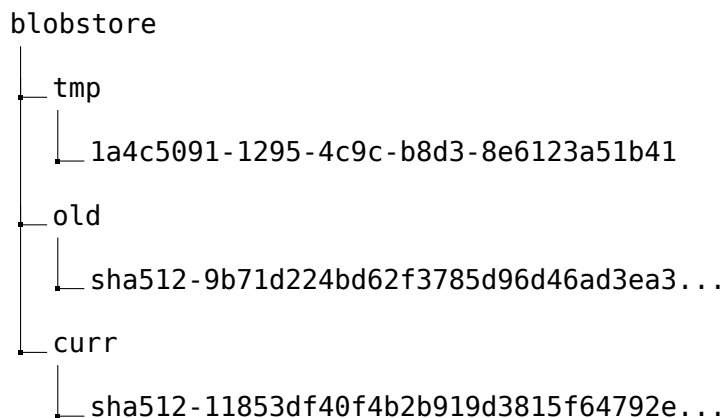 blobstore
tmp
1a4c5091-1295-4c9c-b8d3-8e6123a51b41
old
sha512-9b71d224bd62f3785d96d46ad3ea3...
curr
sha512-11853df40f4b2b919d3815f64792e...